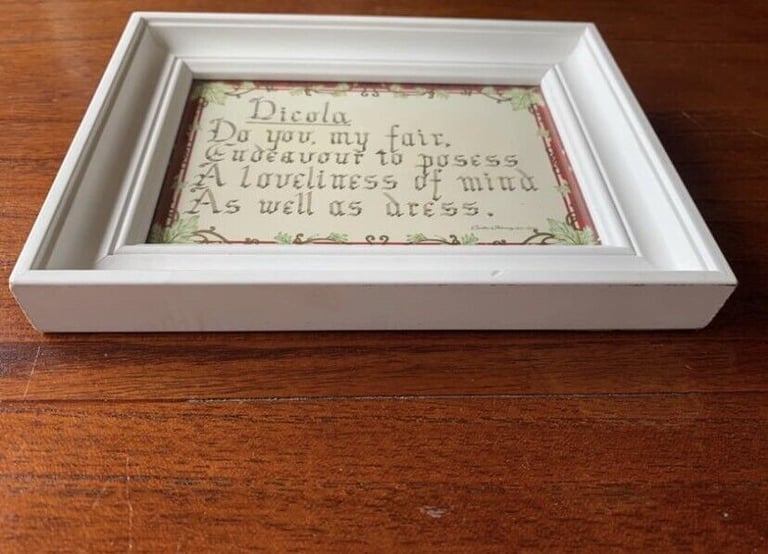 Nicola
Do you, my fair,
Endeavour to posess
A loveliness of mind
As well as dress.